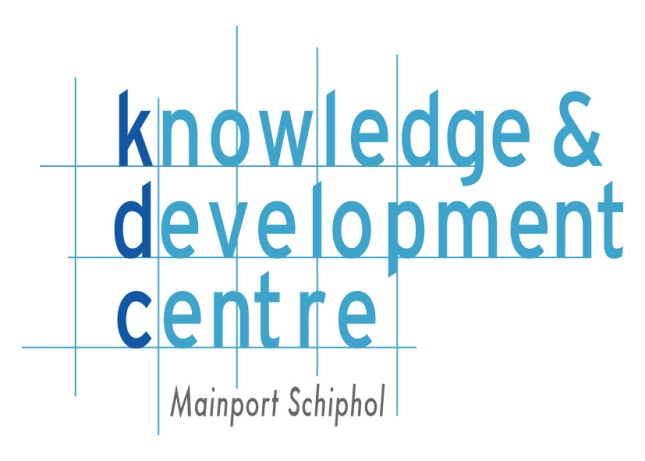 knowledge &
development
centre
Mainport Schiphol